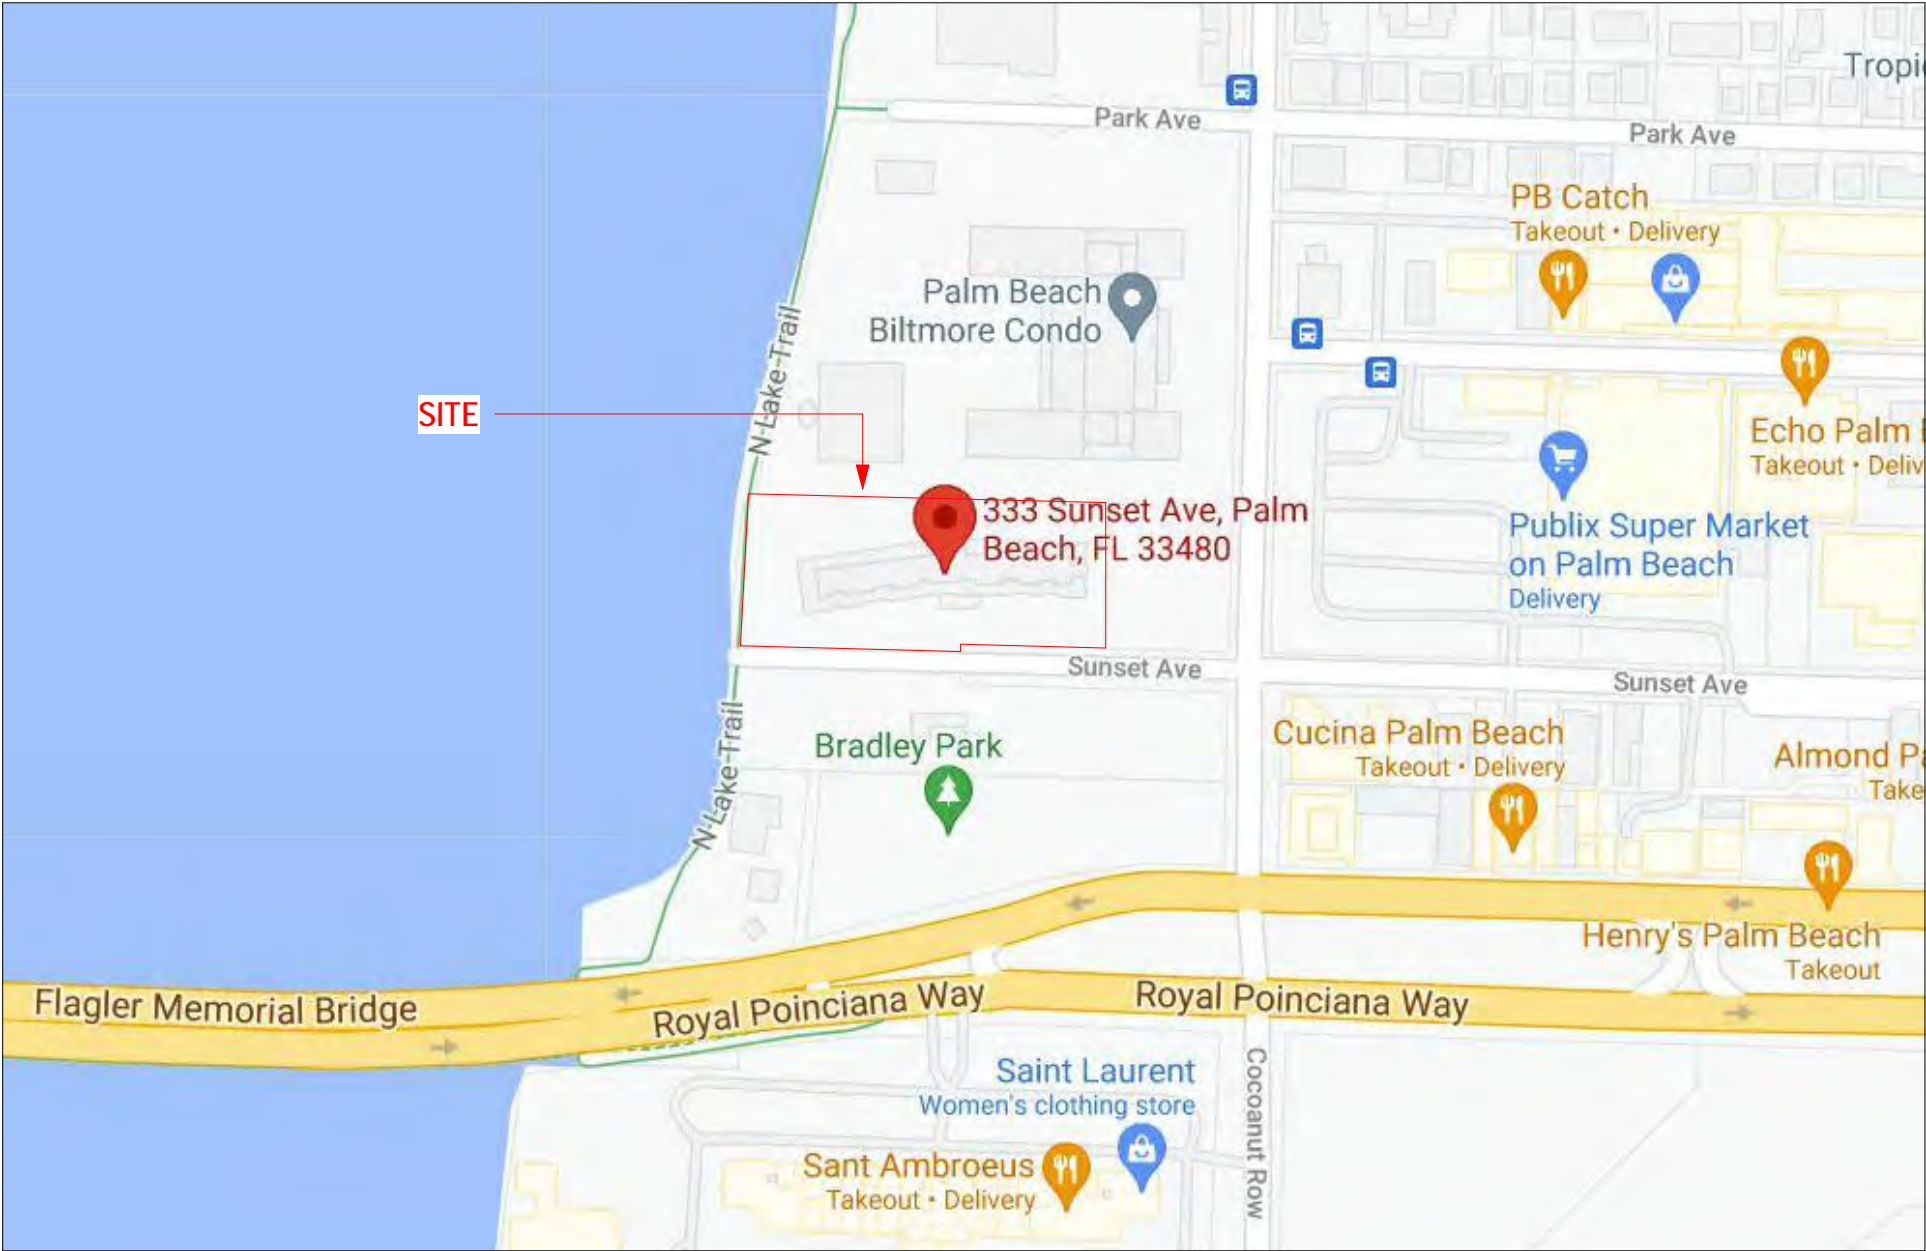 Tropi
Park Ave
Park Ave
PB Catch
Takeout • Delivery
Palm Beach
Biltmore Condo
N Lake Trail
SITE
Echo Palm
Takeout • Deliv
333 Sunset Ave, Palm
Beach, FL 33480
Publix Super Market
on Palm Beach
Delivery
Sunset Ave
Sunset Ave
N Lake Trail
Bradley Park
Cucina Palm Beach
Takeout • Delivery
Almond Pa
Take
Henry's Palm Beach
Takeout
Flagler Memorial Bridge
Royal Poinciana Way
Royal Poinciana Way
Cocoanut Row
Saint Laurent
Women's clothing store
Sant Ambroeus
Takeout • Delivery